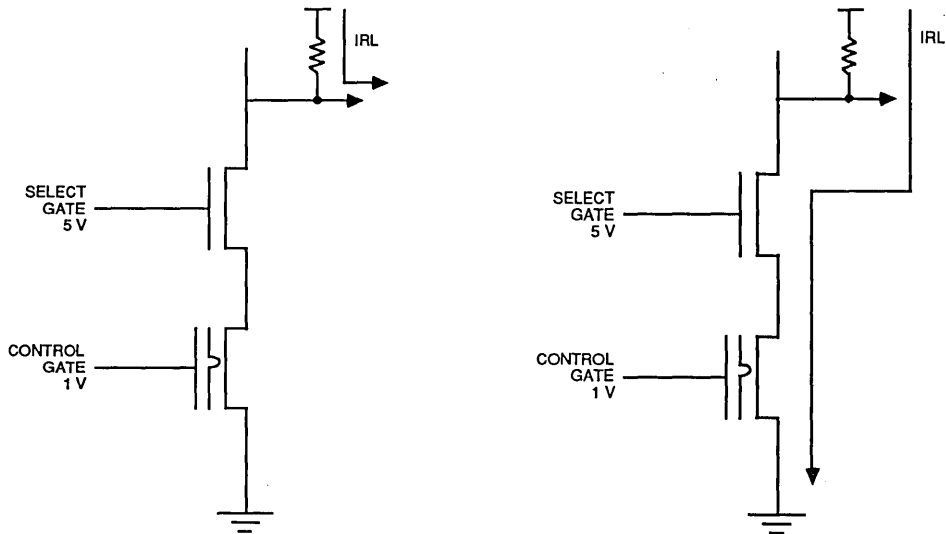 IRL
SELECT
GATE
5 V
CONTROL
GATE
1 V
IRL
SELECT
GATE
5 V
CONTROL
GATE
1 V